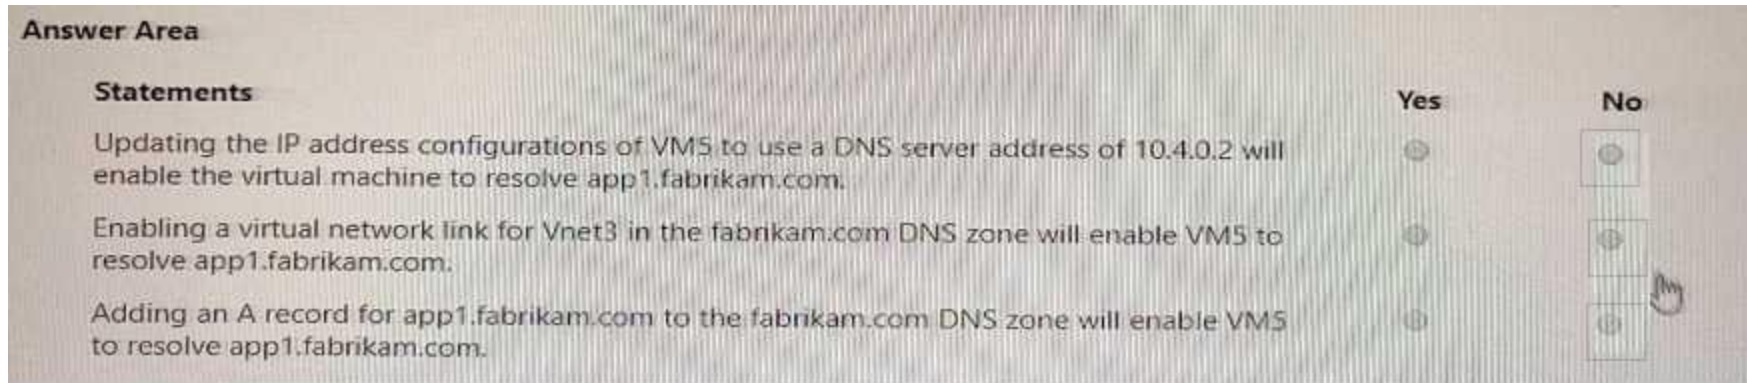 Answer Area
Statements
Yes
No
Updating the IP address configurations of VM5 to use a DNS server address of 10.4.0.2 will
enable the virtual machine to resolve app1.fabrikam.com.
Enabling a virtual network link for Vnet3 in the fabrikam.com DNS zone will enable VM5 to
resolve app1.fabrikam.com.
Adding an A record for app1.fabrikam.com to the fabrikam.com DNS zone will enable VM5
to resolve app1.fabrikam.com.